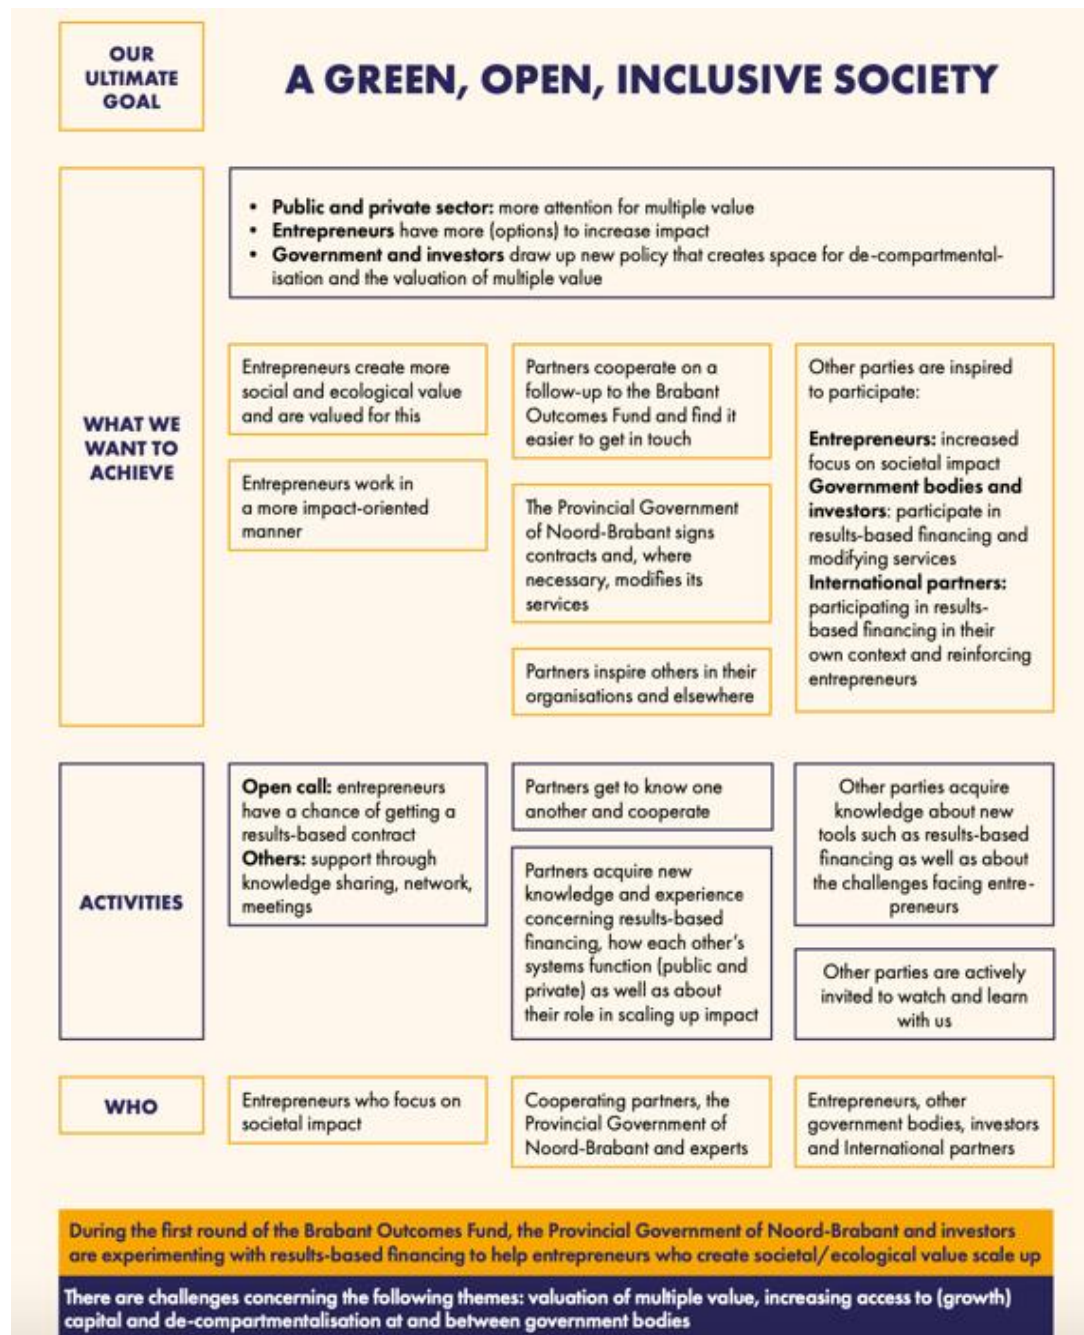 OUR
ULTIMATE
GOAL
A GREEN, OPEN, INCLUSIVE SOCIETY
WHAT WE
WANT TO
ACHIEVE
• Public and private sector: more attention for multiple value
• Entrepreneurs have more (options) to increase impact
• Government and investors draw up new policy that creates space for de-compartmental-
isation and the valuation of multiple value
Entrepreneurs create more
social and ecological value
and are valued for this
Entrepreneurs work in
a more impact-oriented
manner
Partners cooperate on a
follow-up to the Brabant
Outcomes Fund and find it
easier to get in touch
The Provincial Government
of Noord-Brabant signs
contracts and, where
necessary, modifies its
services
Partners inspire others in their
organisations and elsewhere
Other parties are inspired
to participate:
Entrepreneurs: increased
focus on societal impact
Government bodies and
investors: participate in
results-based financing and
modifying services
International partners:
participating in results-
based financing in their
own context and reinforcing
entrepreneurs
ACTIVITIES
Open call: entrepreneurs
have a chance of getting a
results-based contract
Others: support through
knowledge sharing, network,
meetings
Partners get to know one
another and cooperate
Partners acquire new
knowledge and experience
concerning results-based
financing, how each other's
systems function (public and
private) as well as about
their role in scaling up impact
Other parties acquire
knowledge about new
tools such as results-based
financing as well as about
the challenges facing entre-
preneurs
Other parties are actively
invited to watch and learn
with us
WHO
Entrepreneurs who focus on
societal impact
Cooperating partners, the
Provincial Government of
Noord-Brabant and experts
Entrepreneurs, other
government bodies, investors
and International partners
During the first round of the Brabant Outcomes Fund, the Provincial Government of Noord-Brabant and investors
are experimenting with results-based financing to help entrepreneurs who create societal/ecological value scale up
There are challenges concerning the following themes: valuation of multiple value, increasing access to (growth)
capital and de-compartmentalisation at and between government bodies